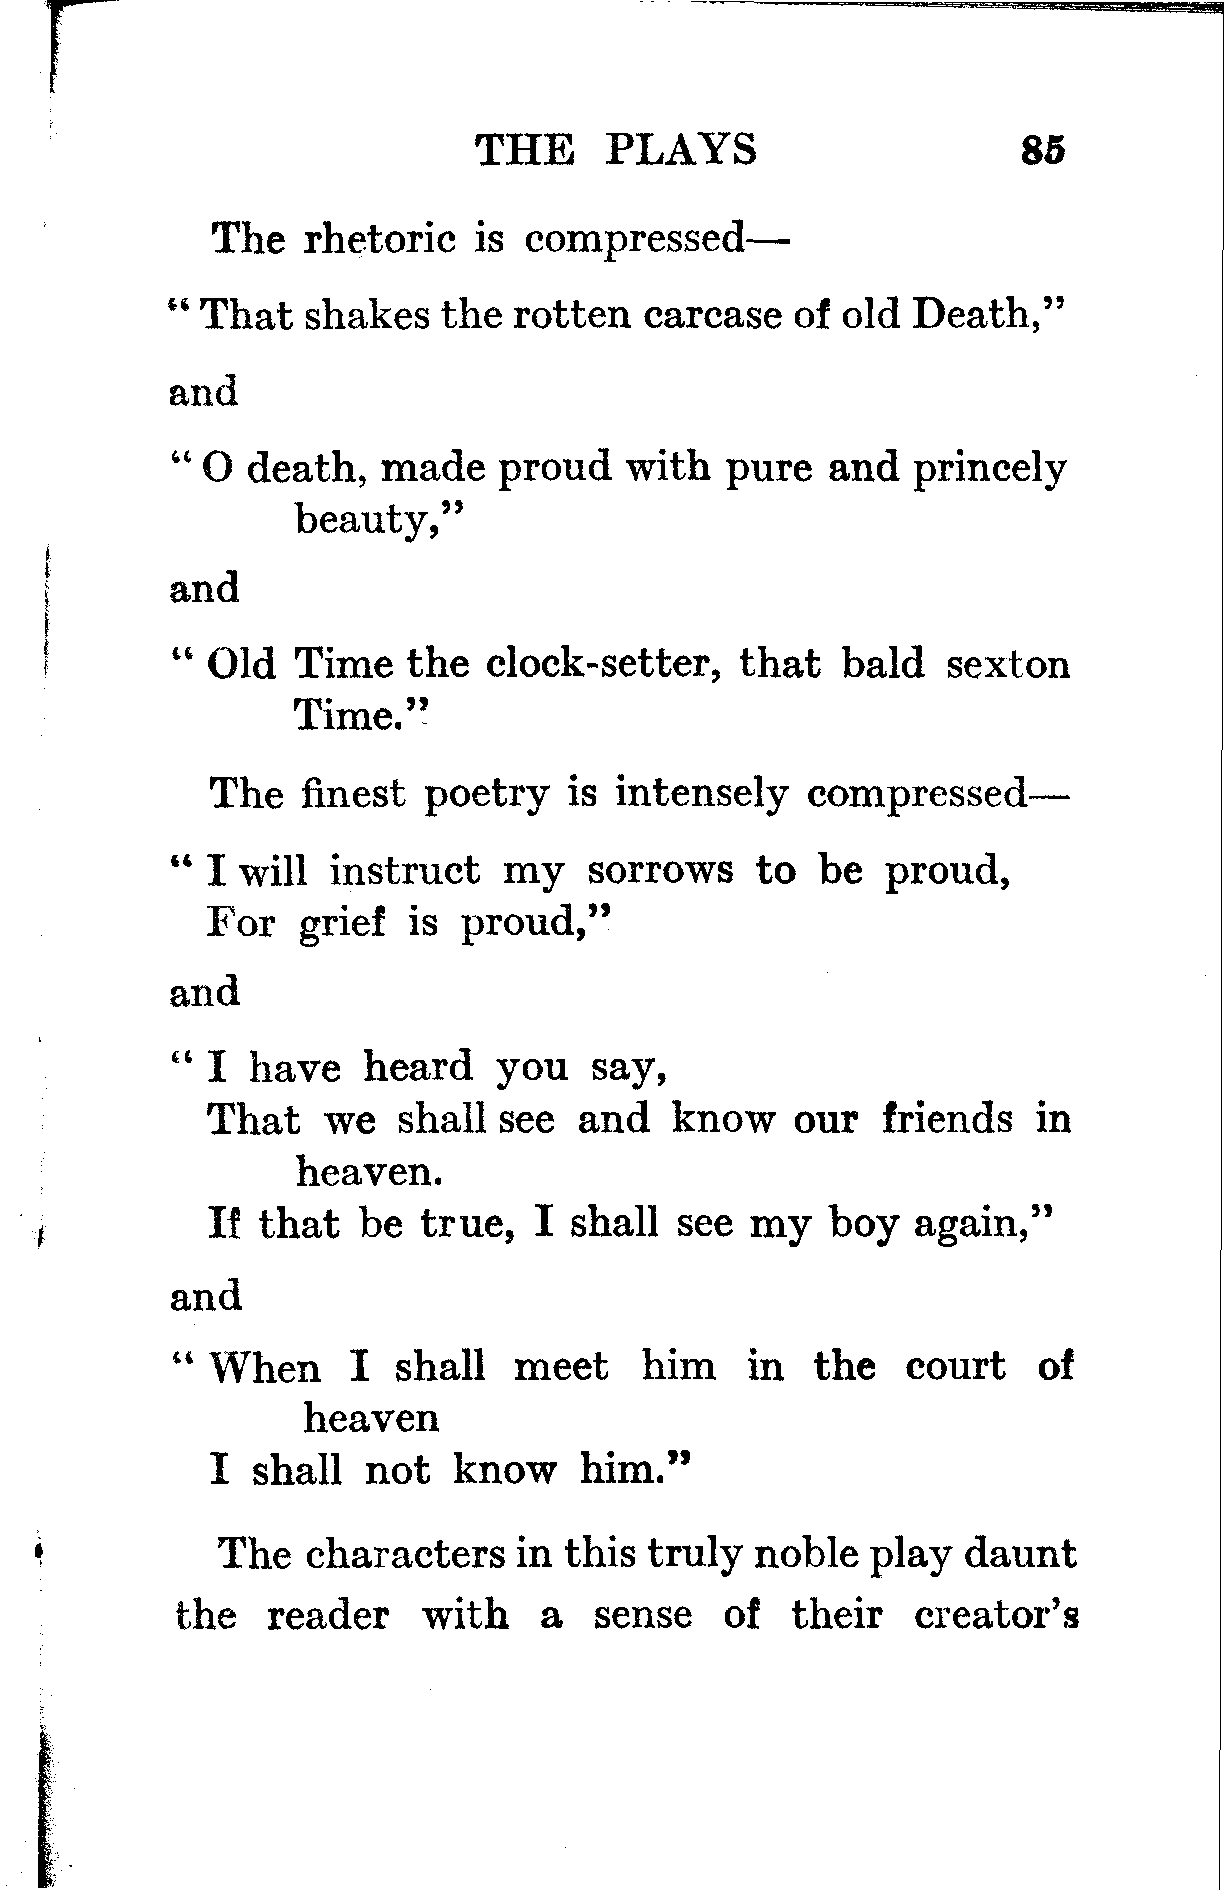 THE PLAYS 85
The rhetoric is compressed—
" That shakes the rotten carcase of old Death,"
and
" O death, made proud with pure and princely
beauty,"
and
" Old Time the clock-setter, that bald sexton
Time."
The finest poetry is intensely compressed—
" I will instruct my sorrows to be proud,
For grief is proud,"
and
" I have heard you say,
That we shall see and know our friends in
heaven.
If that be true, I shall see my boy again,"
and
" When I shall meet him in the court of
heaven
I shall not know him."
The characters in this truly noble play daunt
the reader with a sense of their creator's